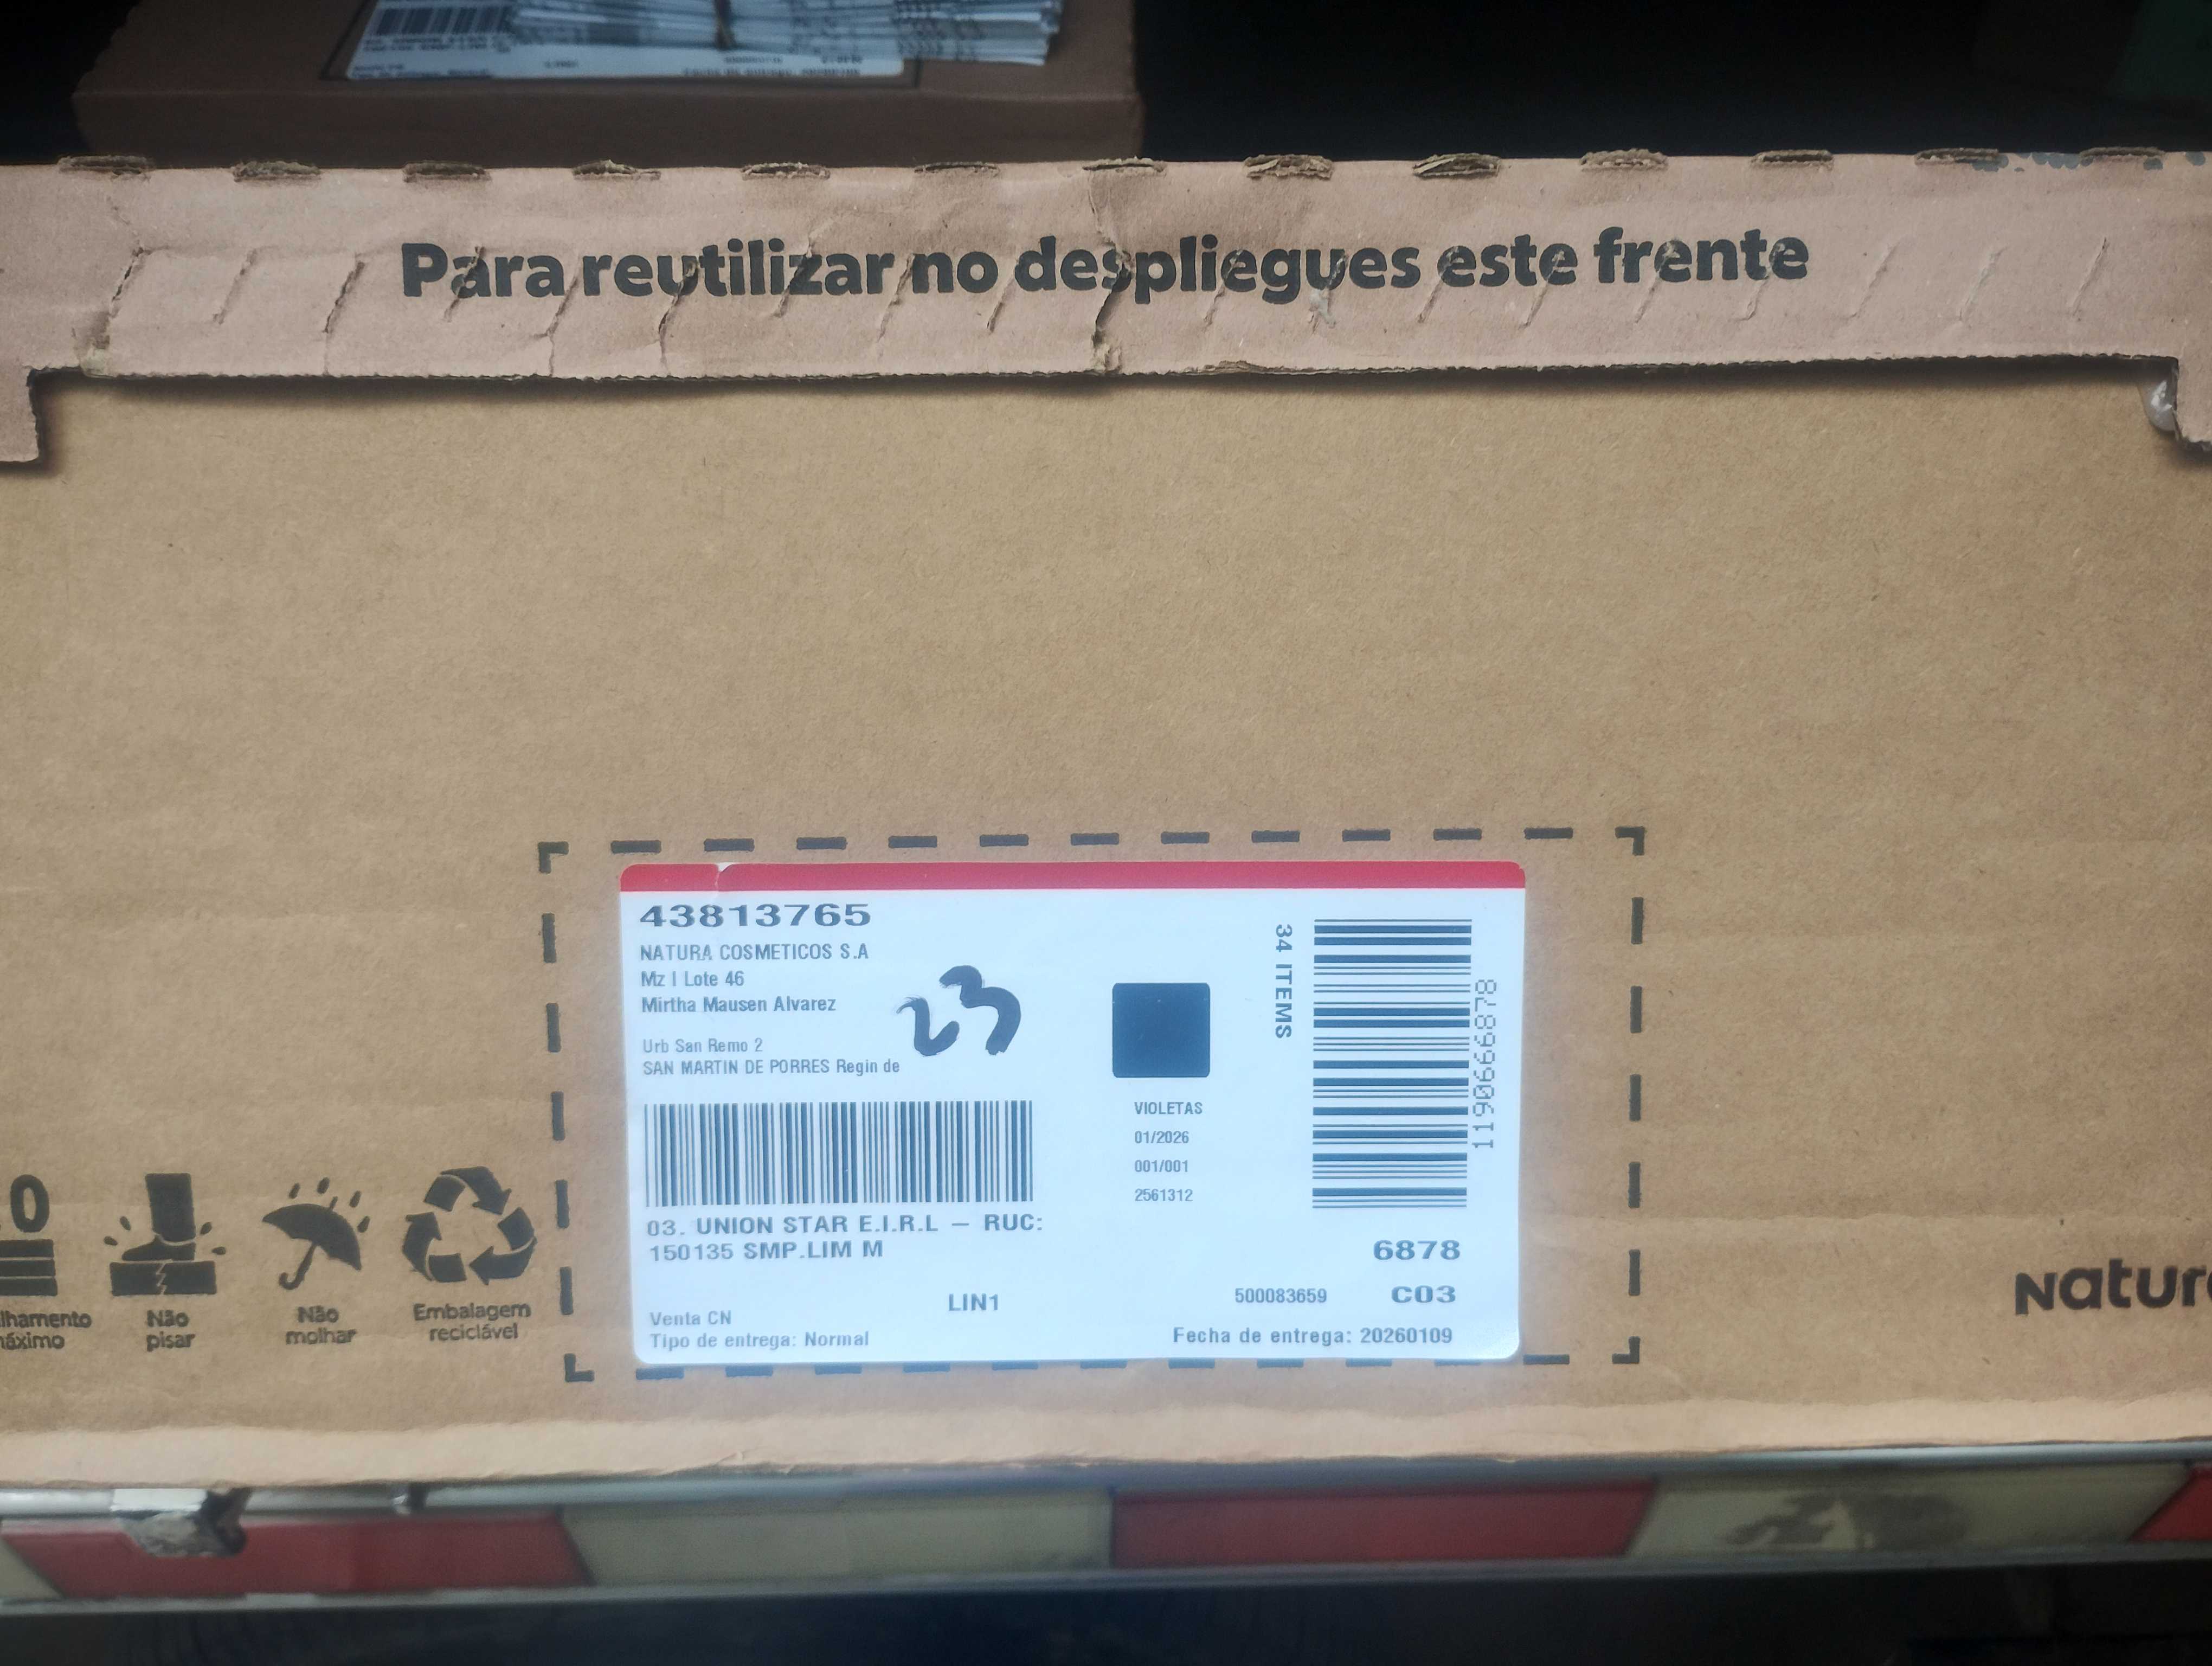 Para reutilizar no despliegues este frente
43813765
NATURA COSMETICOS S.A
Mz I Lote 46
Mirtha Mausen Alvarez
23
Urb San Remo 2
SAN MARTIN DE PORRES Regin de
03. UNION STAR E.I.R.L – RUC:
150135 SMP.LIM M
LIN1
Venta CN
Tipo de entrega: Normal
VIOLETAS
01/2026
001/001
2561312
34 ITEMS
119066687​8
6878
500083659 C03
Fecha de entrega: 20260109
Não
pisar
Não
molhar
Embalagem
reciclável